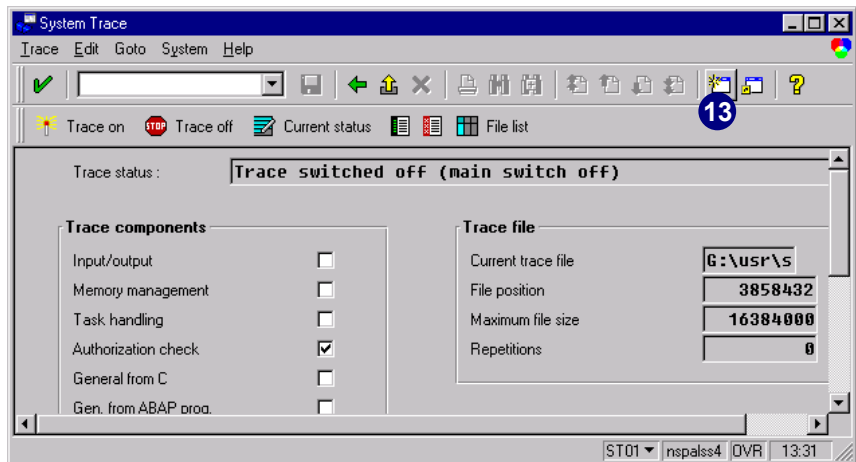 System Trace
Trace Edit Goto System Help
13
Trace on STOP Trace off Current status File list
Trace status : Trace switched off (main switch off)
Trace components Trace file
Input/output Current trace file G:\usr\s
Memory management File position 3858432
Task handling Maximum file size 16384000
Authorization check Repetitions 0
General from C
Gen. from ABAP prog.
ST01 nspalss4 OVR 13:31